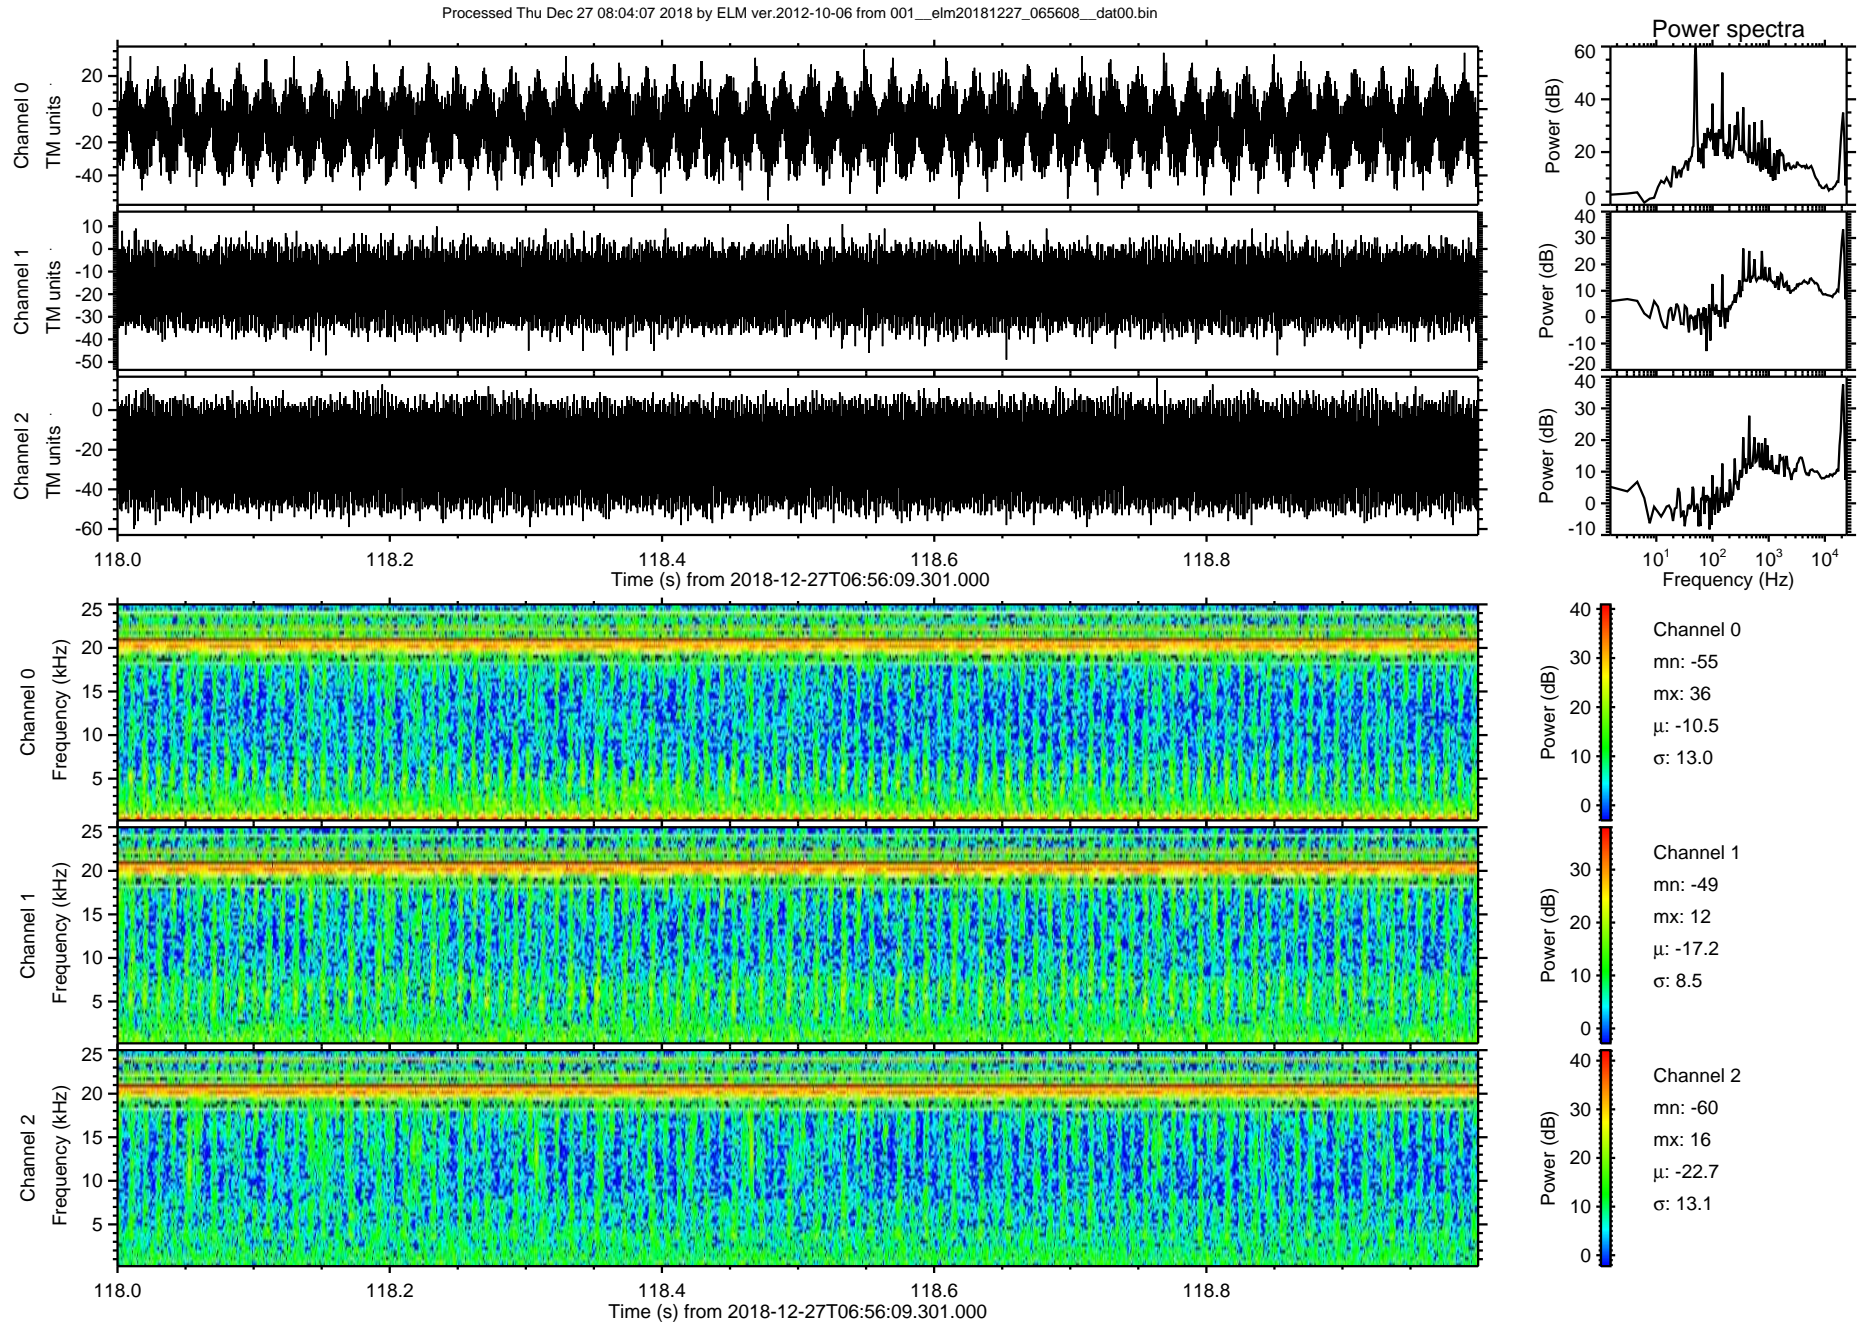 Processed Thu Dec 27 08:04:07 2018 by ELM ver.2012-10-06 from 001__elm20181227_065608__dat00.bin
Power spectra
Channel 0
TM units
20
0
-20
-40
Power (dB)
60
40
20
0
Channel 1
TM units
10
0
-10
-20
-30
-40
-50
Power (dB)
40
30
20
10
0
-10
-20
Channel 2
TM units
0
-20
-40
-60
Power (dB)
40
30
20
10
0
-10
118.0 118.2 118.4 118.6 118.8
Time (s) from 2018-12-27T06:56:09.301.000
10^1 10^2 10^3 10^4
Frequency (Hz)
Channel 0
Frequency (kHz)
25
20
15
10
5
Power (dB)
40
30
20
10
0
Channel 0
mn: -55
mx: 36
μ: -10.5
σ: 13.0
Channel 1
Frequency (kHz)
25
20
15
10
5
Power (dB)
30
20
10
0
Channel 1
mn: -49
mx: 12
μ: -17.2
σ: 8.5
Channel 2
Frequency (kHz)
25
20
15
10
5
Power (dB)
40
30
20
10
0
Channel 2
mn: -60
mx: 16
μ: -22.7
σ: 13.1
118.0 118.2 118.4 118.6 118.8
Time (s) from 2018-12-27T06:56:09.301.000